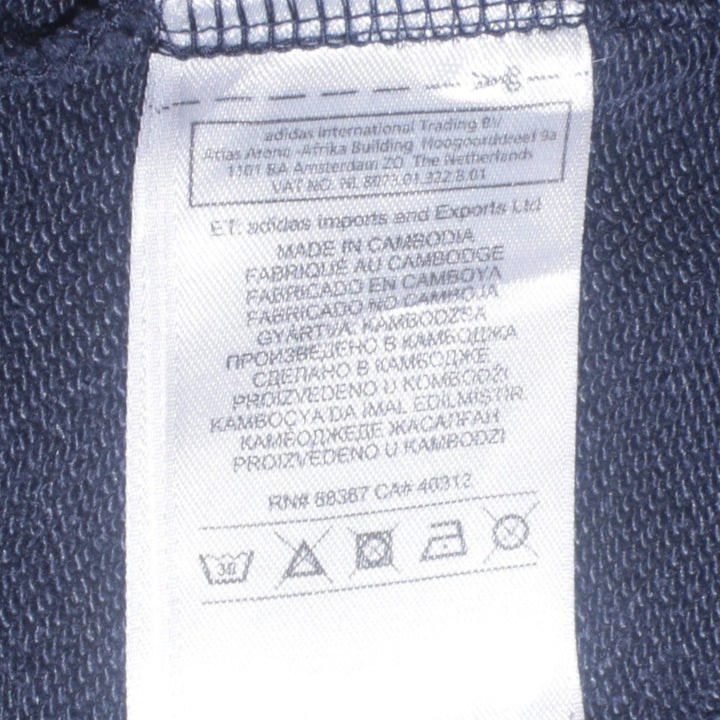 adidas International Trading BV
Atlas Arena -Afrika Building Hoogoorddreef 9a
1101 BA Amsterdam ZO The Netherlands
VAT NO. NL 8073.01.322.B.01
ET: adidas Imports and Exports Ltd
MADE IN CAMBODIA
FABRIQUÉ AU CAMBODGE
FABRICADO EN CAMBOYA
FABRICADO NO CAMBOJA
GYÁRTVA: KAMBODZSA
ПРОИЗВЕДЕНО В КАМБОДЖА
СДЕЛАНО В КАМБОДЖЕ
PROIZVEDENO U KOMBODŽI
KAMBOÇYA'DA İMAL EDİLMİŞTİR.
КАМБОДЖЕДЕ ЖАСАЛҒАН
PROIZVEDENO U KAMBODŽI
RN# 88387 CA# 40312
30